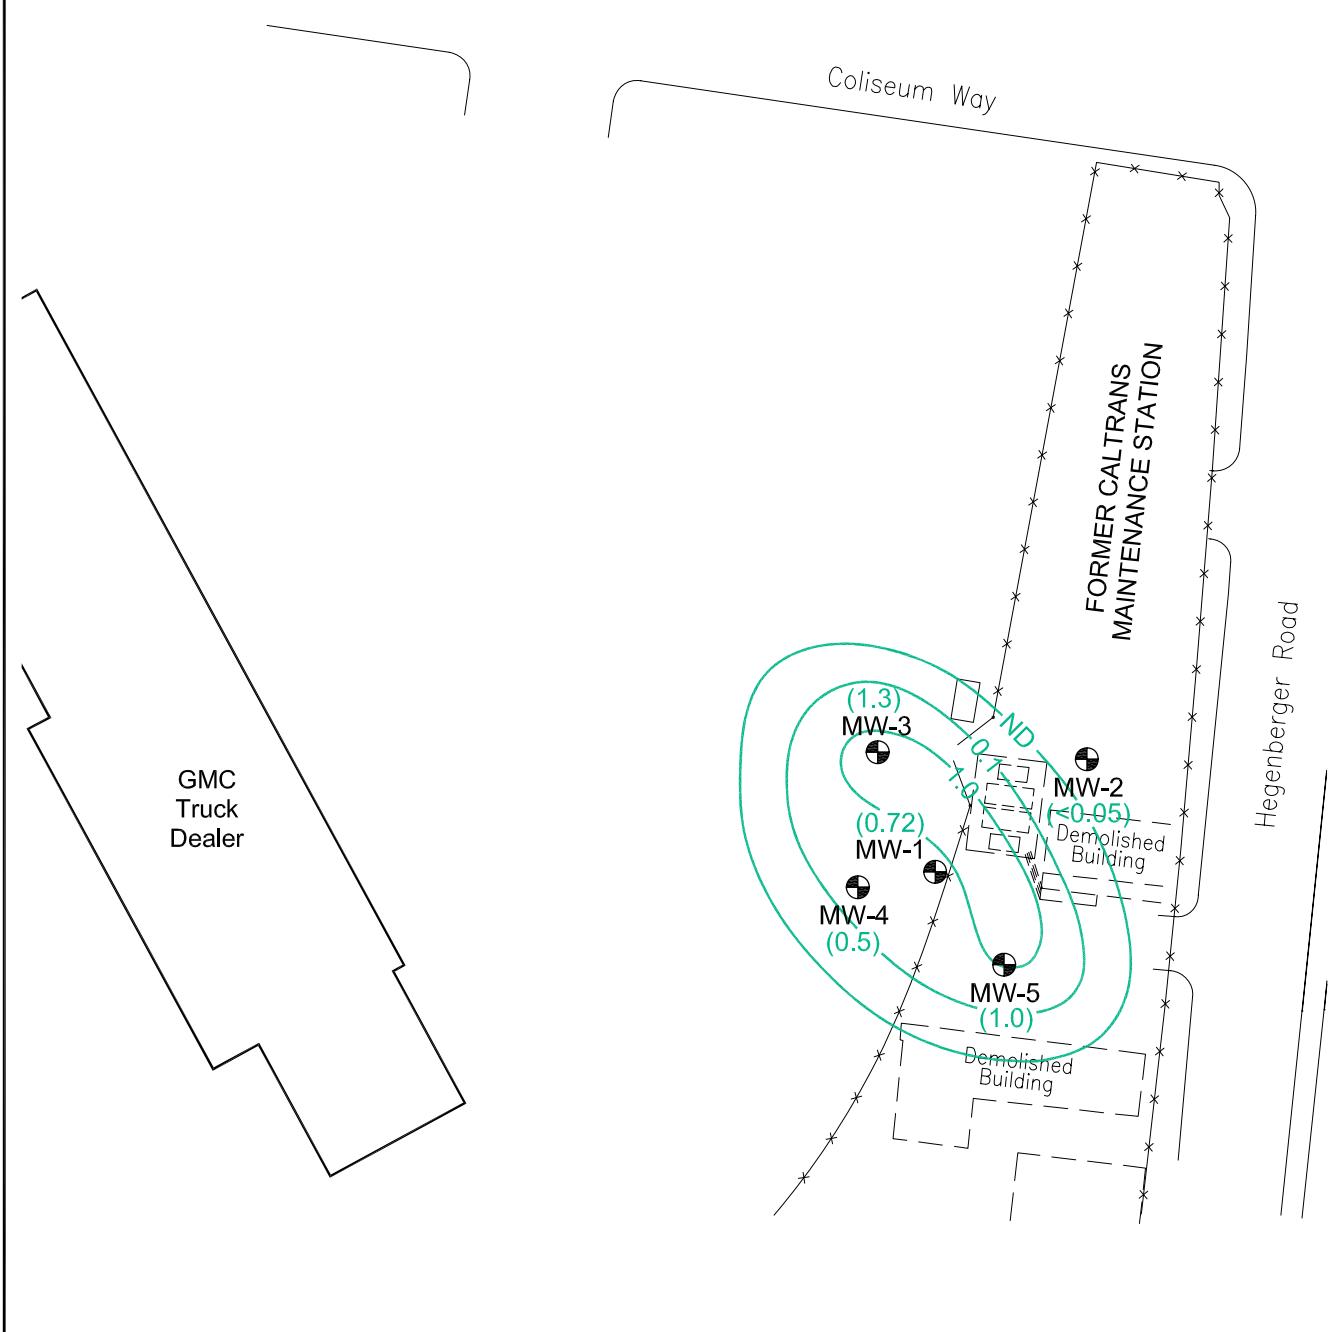 Coliseum Way
FORMER CALTRANS
MAINTENANCE STATION
Hegenberger Road
GMC
Truck
Dealer
ND
0.1
1.0
(1.3)
MW-3
MW-2
(<0.05)
Demolished
Building
(0.72)
MW-1
MW-4
(0.5)
MW-5
(1.0)
Demolished
Building